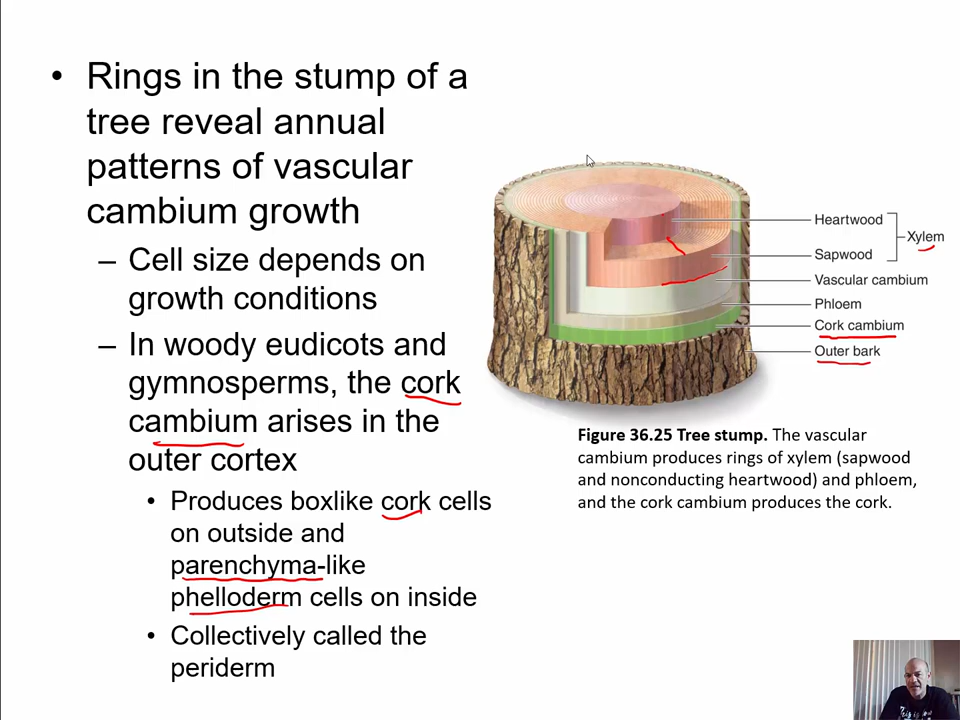 • Rings in the stump of a
tree reveal annual
patterns of vascular
cambium growth
– Cell size depends on
growth conditions
– In woody eudicots and
gymnosperms, the cork
cambium arises in the
outer cortex
• Produces boxlike cork cells
on outside and
parenchyma-like
phelloderm cells on inside
• Collectively called the
periderm
Heartwood
Xylem
Sapwood
Vascular cambium
Phloem
Cork cambium
Outer bark
Figure 36.25 Tree stump. The vascular
cambium produces rings of xylem (sapwood
and nonconducting heartwood) and phloem,
and the cork cambium produces the cork.